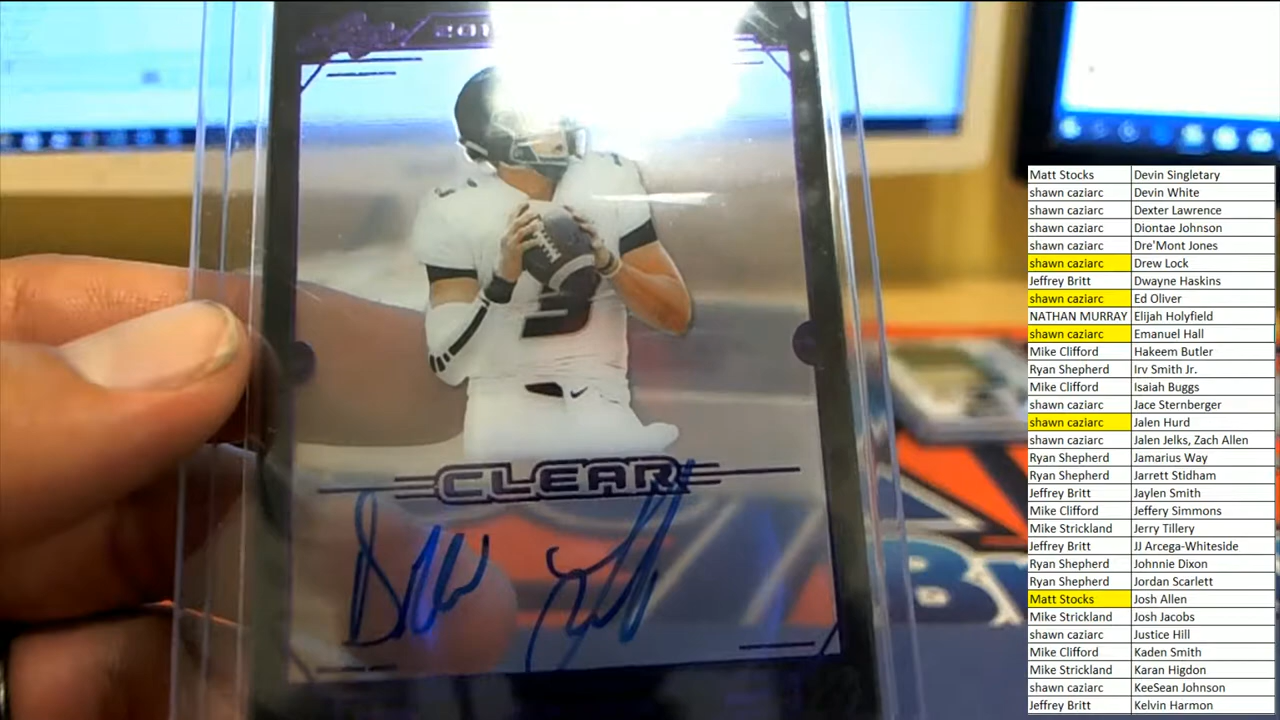 201
3
CLEAR
Drew Lock
Matt Stocks Devin Singletary
shawn caziarc Devin White
shawn caziarc Dexter Lawrence
shawn caziarc Diontae Johnson
shawn caziarc Dre'Mont Jones
shawn caziarc Drew Lock
Jeffrey Britt Dwayne Haskins
shawn caziarc Ed Oliver
NATHAN MURRAY Elijah Holyfield
shawn caziarc Emanuel Hall
Mike Clifford Hakeem Butler
Ryan Shepherd Irv Smith Jr.
Mike Clifford Isaiah Buggs
shawn caziarc Jace Sternberger
shawn caziarc Jalen Hurd
shawn caziarc Jalen Jelks, Zach Allen
Ryan Shepherd Jamarius Way
Ryan Shepherd Jarrett Stidham
Jeffrey Britt Jaylen Smith
Mike Clifford Jeffery Simmons
Mike Strickland Jerry Tillery
Jeffrey Britt JJ Arcega-Whiteside
Ryan Shepherd Johnnie Dixon
Ryan Shepherd Jordan Scarlett
Matt Stocks Josh Allen
Mike Strickland Josh Jacobs
shawn caziarc Justice Hill
Mike Clifford Kaden Smith
Mike Strickland Karan Higdon
shawn caziarc KeeSean Johnson
Jeffrey Britt Kelvin Harmon